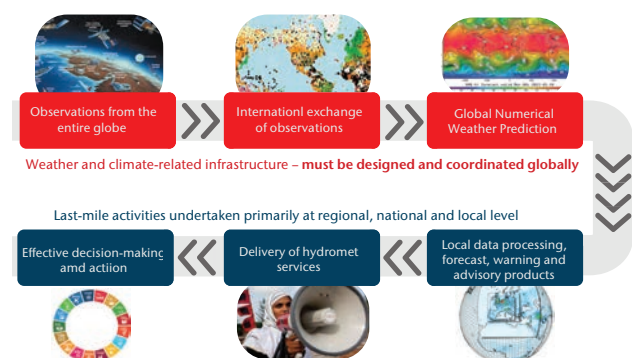 Observations from the
entire globe
Internationl exchange
of observations
Global Numerical
Weather Prediction
Weather and climate-related infrastructure – must be designed and coordinated globally
Last-mile activities undertaken primarily at regional, national and local level
Effective decision-making
amd actiion
Delivery of hydromet
services
Local data processing,
forecast, warning and
advisory products